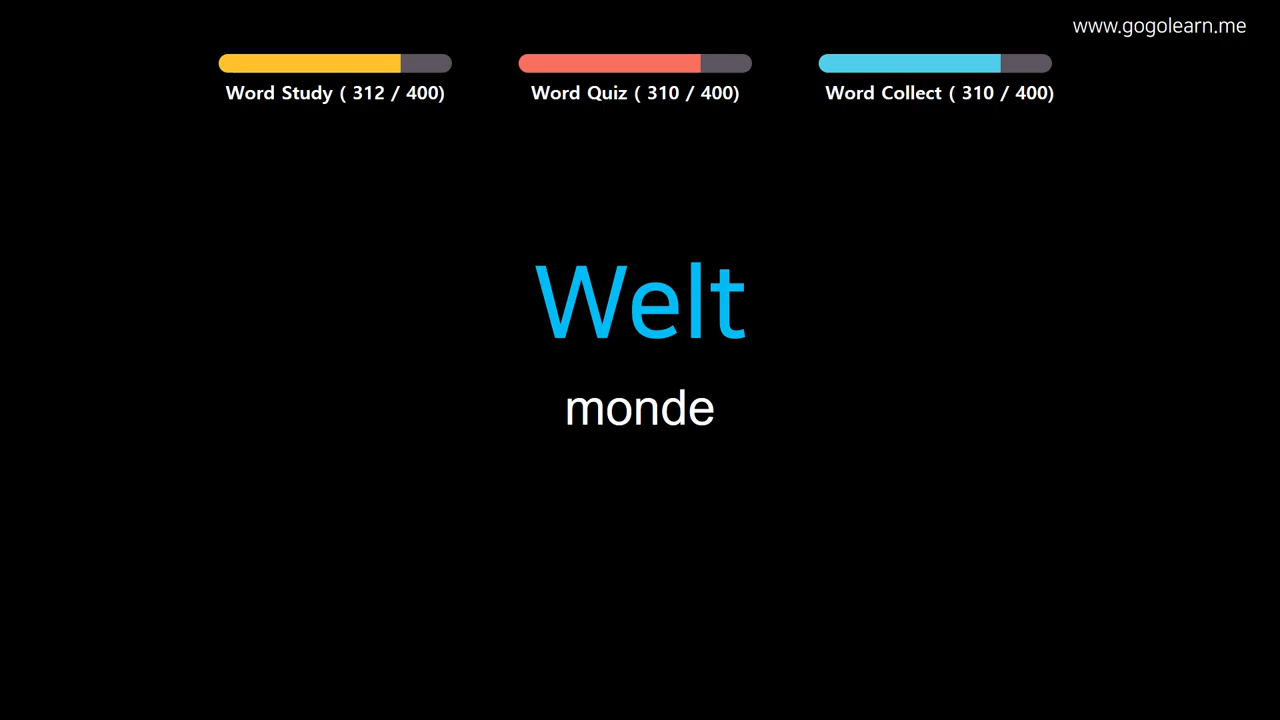 www.gogolearn.me
Word Study ( 312 / 400)
Word Quiz ( 310 / 400)
Word Collect ( 310 / 400)
Welt
monde